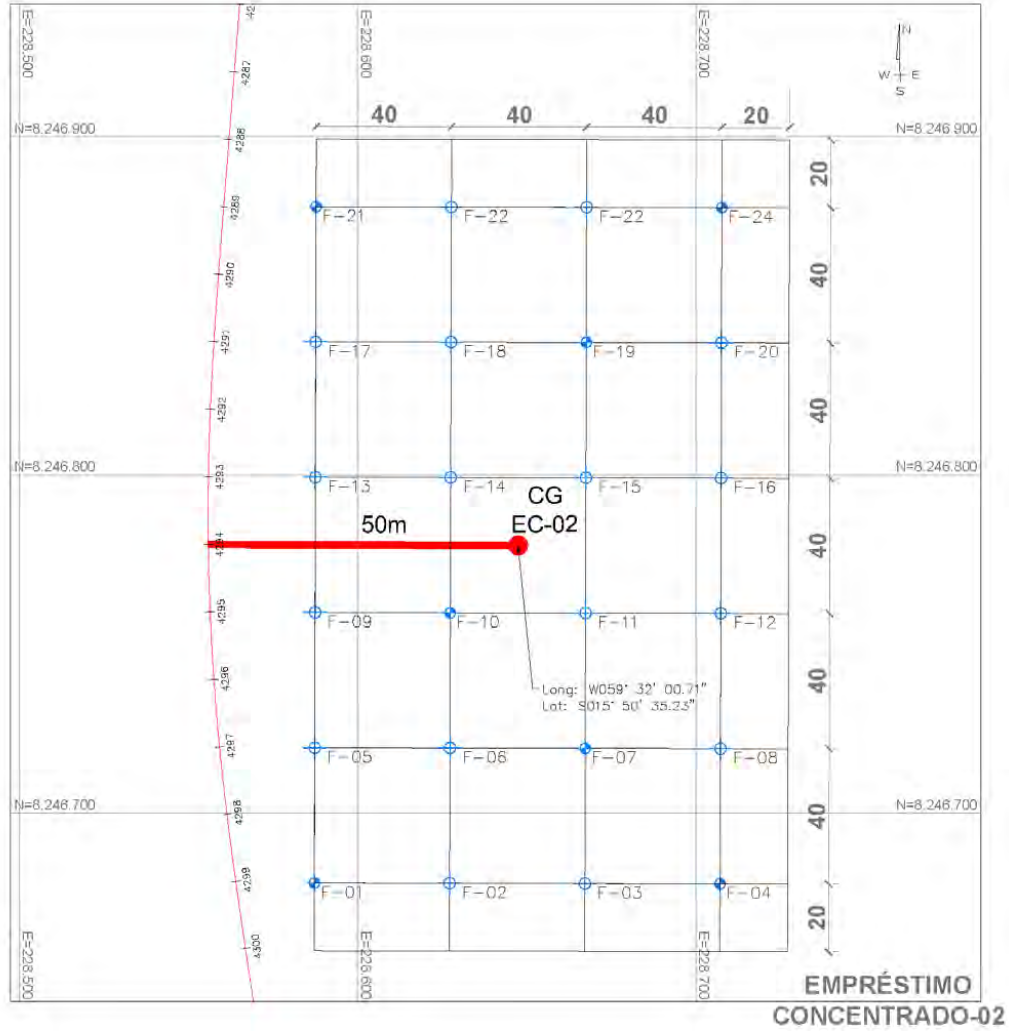 E=228.500
E=228.600
E=228.700
N
W E
S
42
4287
N=8.246.900
40
40
40
20
N=8.246.900
4288
20
4289
F-21
F-22
F-22
F-24
4290
40
4291
F-17
F-18
F-19
F-20
4292
40
N=8.246.800
N=8.246.800
4293
F-13
F-14
F-15
F-16
CG
50m
EC-02
4294
40
4295
F-09
F-10
F-11
F-12
4296
40
Long: W059° 32' 00.71"
Lat: S015° 50' 35.23"
4297
F-05
F-06
F-07
F-08
N=8.246.700
N=8.246.700
4298
40
4299
F-01
F-02
F-03
F-04
20
4300
E=228.500
E=228.600
E=228.700
EMPRÉSTIMO
CONCENTRADO-02